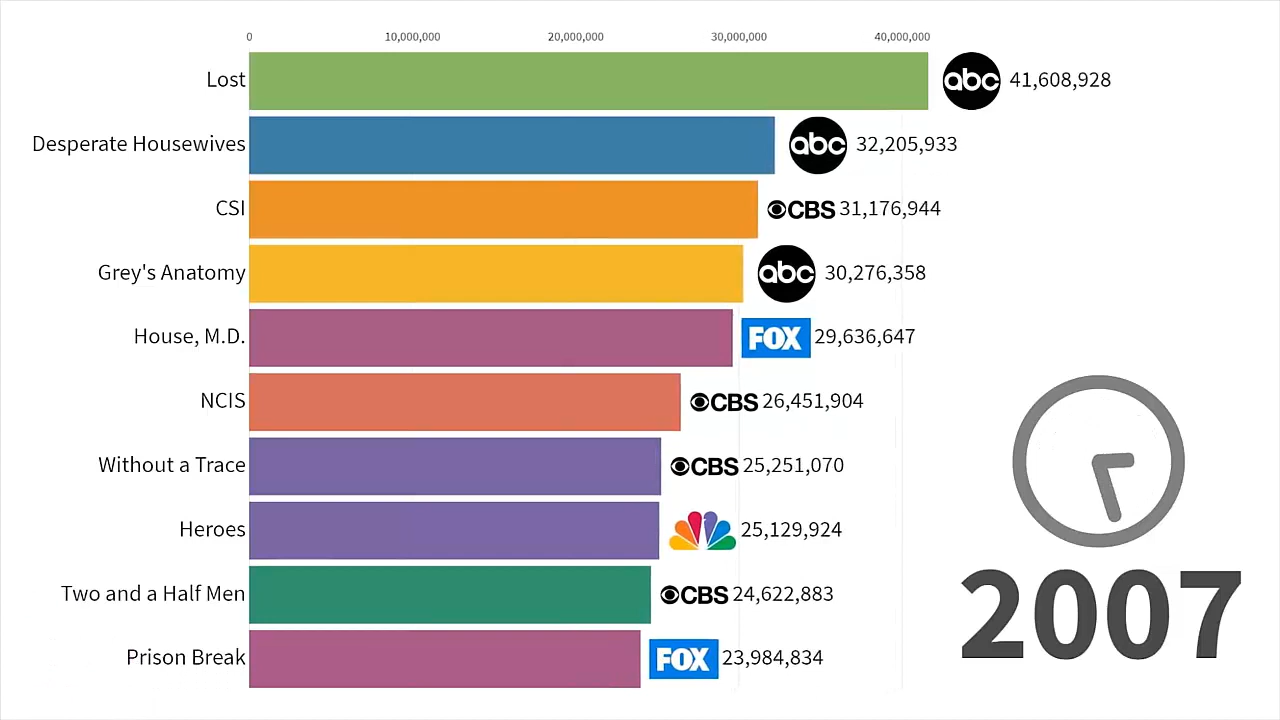 0 10,000,000 20,000,000 30,000,000 40,000,000
Lost abc 41,608,928
Desperate Housewives abc 32,205,933
CSI CBS 31,176,944
Grey's Anatomy abc 30,276,358
House, M.D. FOX 29,636,647
NCIS CBS 26,451,904
Without a Trace CBS 25,251,070
Heroes 25,129,924
Two and a Half Men CBS 24,622,883
Prison Break FOX 23,984,834
2007